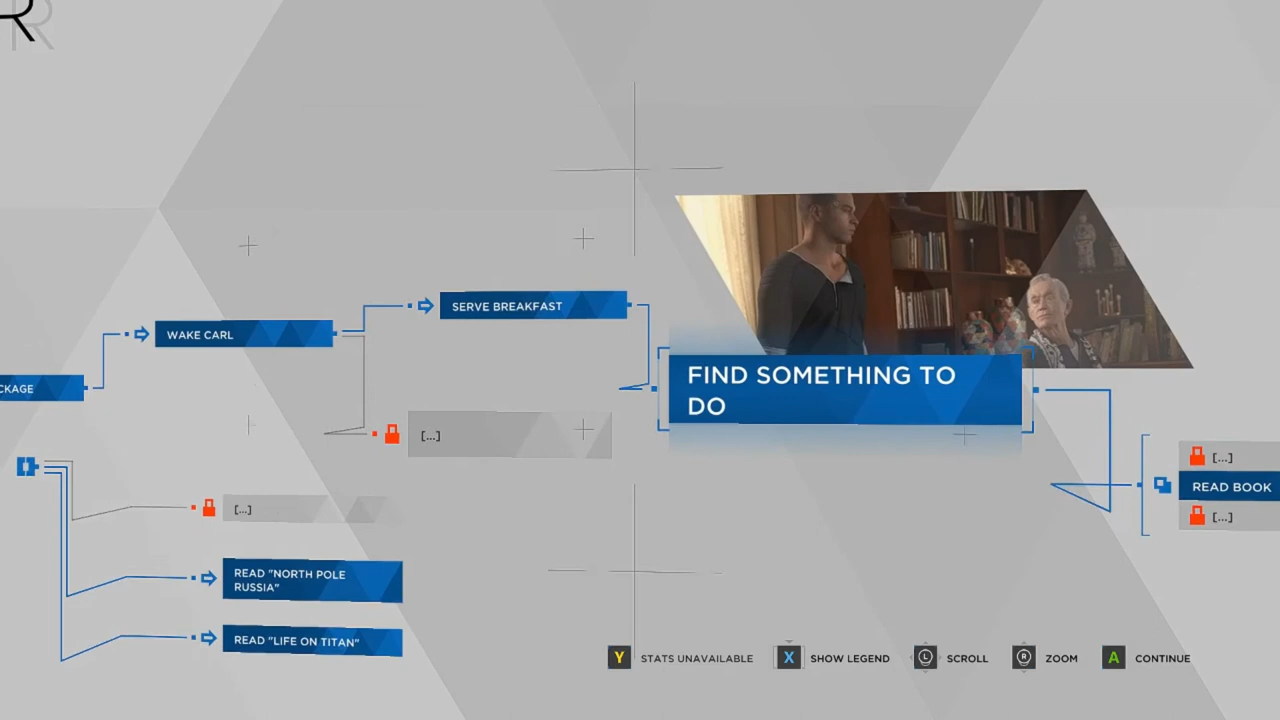 R
FIND SOMETHING TO
DO
SERVE BREAKFAST
WAKE CARL
CKAGE
[...]
[...]
READ BOOK
[...]
[...]
READ "NORTH POLE
RUSSIA"
READ "LIFE ON TITAN"
Y STATS UNAVAILABLE X SHOW LEGEND L SCROLL R ZOOM A CONTINUE